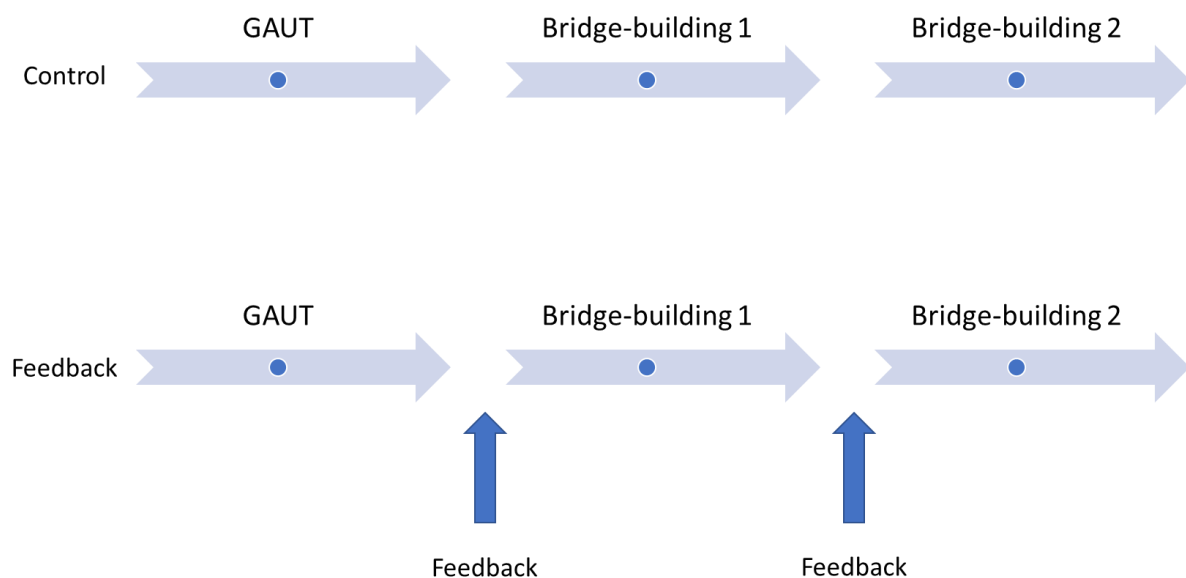 GAUT
Bridge-building 1
Bridge-building 2
Control
GAUT
Bridge-building 1
Bridge-building 2
Feedback
Feedback
Feedback